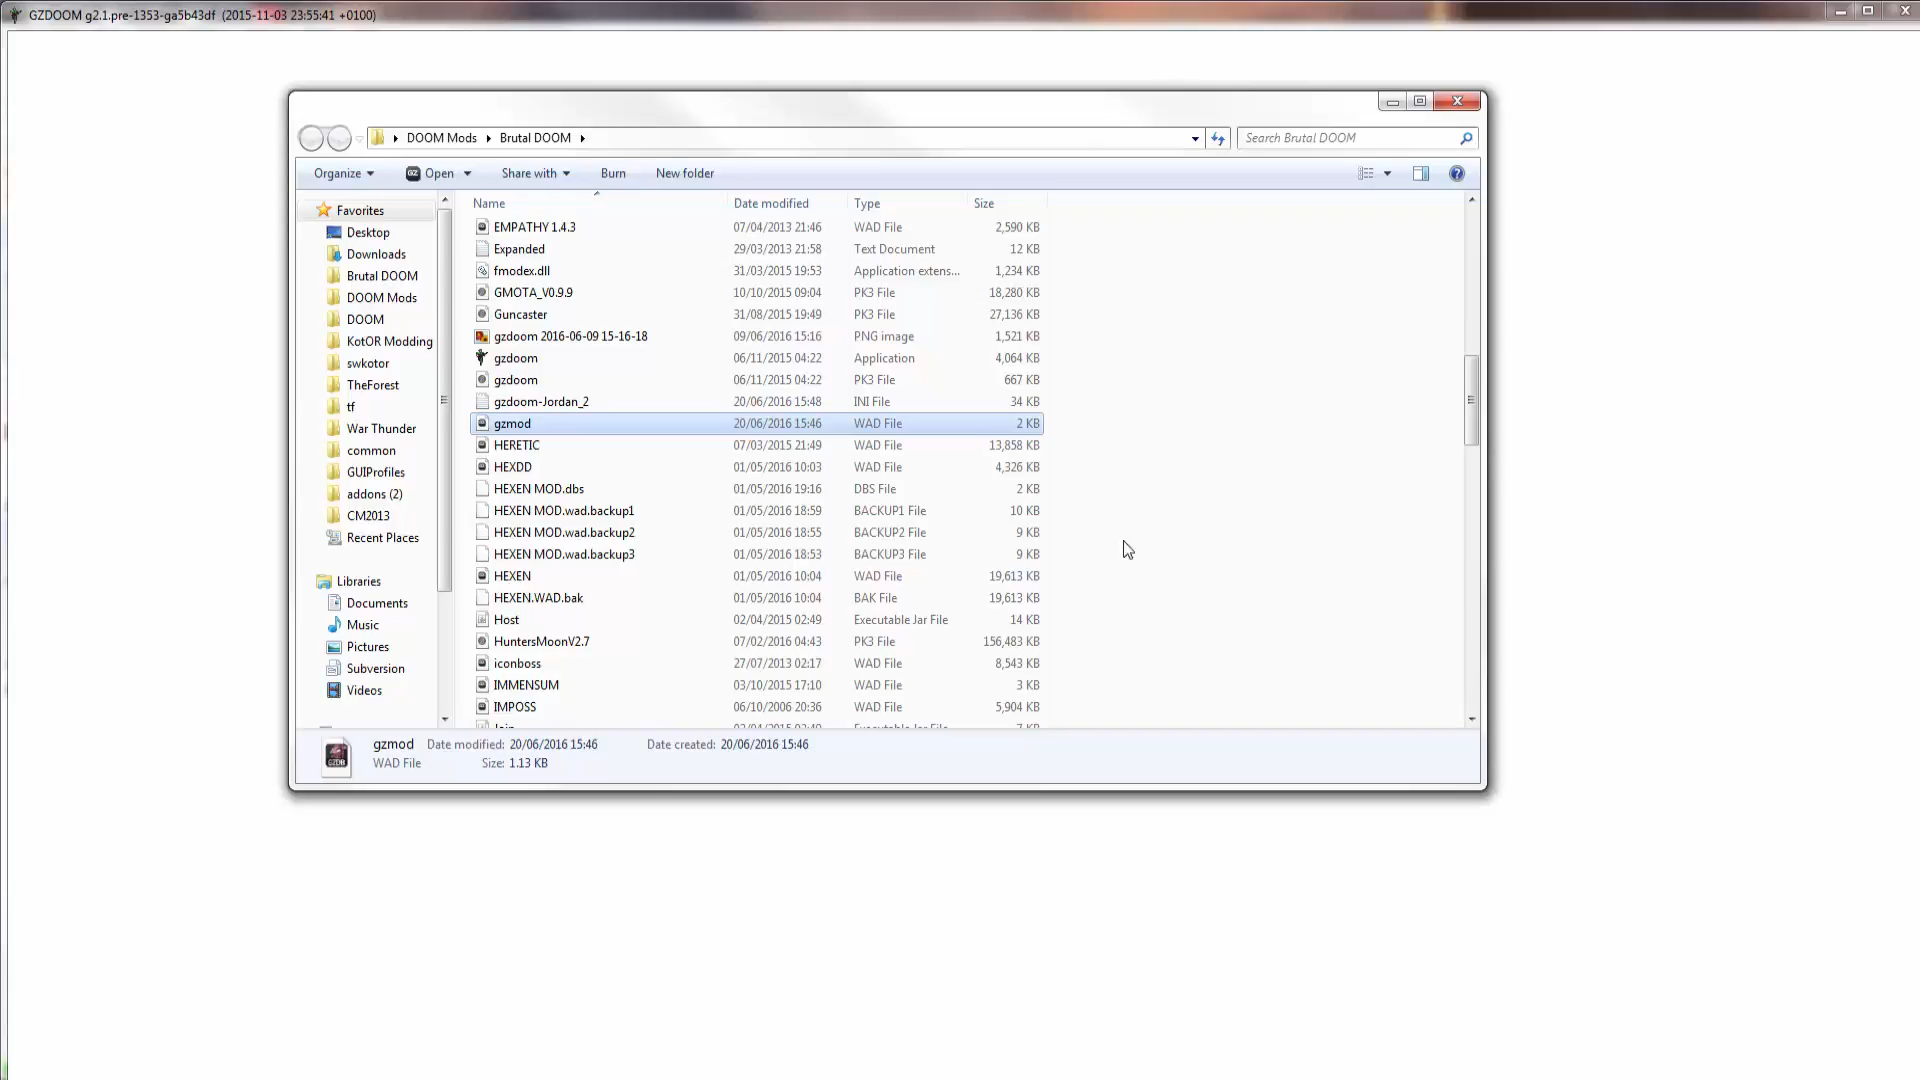 GZDOOM g2.1.pre-1353-ga5b43df (2015-11-03 23:55:41 +0100)
DOOM Mods Brutal DOOM Search Brutal DOOM
Organize GZ Open Share with Burn New folder
Favorites
Desktop
Downloads
Brutal DOOM
DOOM Mods
DOOM
KotOR Modding
swkotor
TheForest
tf
War Thunder
common
GUIProfiles
addons (2)
CM2013
Recent Places
Libraries
Documents
Music
Pictures
Subversion
Videos
Name Date modified Type Size
EMPATHY 1.4.3 07/04/2013 21:46 WAD File 2,590 KB
Expanded 29/03/2013 21:58 Text Document 12 KB
fmodex.dll 31/03/2015 19:53 Application extens... 1,234 KB
GMOTA_V0.9.9 10/10/2015 09:04 PK3 File 18,280 KB
Guncaster 31/08/2015 19:49 PK3 File 27,136 KB
gzdoom 2016-06-09 15-16-18 09/06/2016 15:16 PNG image 1,521 KB
gzdoom 06/11/2015 04:22 Application 4,064 KB
gzdoom 06/11/2015 04:22 PK3 File 667 KB
gzdoom-Jordan_2 20/06/2016 15:48 INI File 34 KB
gzmod 20/06/2016 15:46 WAD File 2 KB
HERETIC 07/03/2015 21:49 WAD File 13,858 KB
HEXDD 01/05/2016 10:03 WAD File 4,326 KB
HEXEN MOD.dbs 01/05/2016 19:16 DBS File 2 KB
HEXEN MOD.wad.backup1 01/05/2016 18:59 BACKUP1 File 10 KB
HEXEN MOD.wad.backup2 01/05/2016 18:55 BACKUP2 File 9 KB
HEXEN MOD.wad.backup3 01/05/2016 18:53 BACKUP3 File 9 KB
HEXEN 01/05/2016 10:04 WAD File 19,613 KB
HEXEN.WAD.bak 01/05/2016 10:04 BAK File 19,613 KB
Host 02/04/2015 02:49 Executable Jar File 14 KB
HuntersMoonV2.7 07/02/2016 04:43 PK3 File 156,483 KB
iconboss 27/07/2013 02:17 WAD File 8,543 KB
IMMENSUM 03/10/2015 17:10 WAD File 3 KB
IMPOSS 06/10/2006 20:36 WAD File 5,904 KB
gzmod Date modified: 20/06/2016 15:46 Date created: 20/06/2016 15:46
WAD File Size: 1.13 KB
GZDB